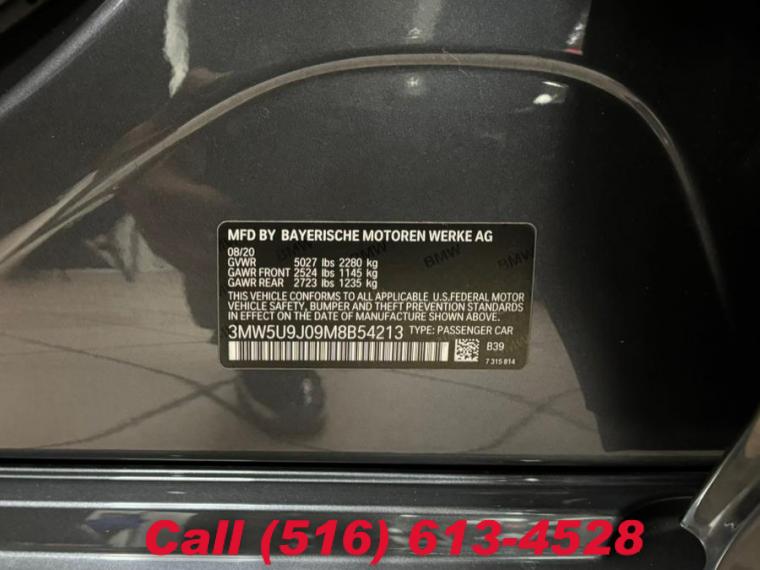 MFD BY BAYERISCHE MOTOREN WERKE AG
08/20
GVWR 5027 lbs 2280 kg
GAWR FRONT 2524 lbs 1145 kg
GAWR REAR 2723 lbs 1235 kg
THIS VEHICLE CONFORMS TO ALL APPLICABLE U.S.FEDERAL MOTOR
VEHICLE SAFETY, BUMPER AND THEFT PREVENTION STANDARDS
IN EFFECT ON THE DATE OF MANUFACTURE SHOWN ABOVE.
3MW5U9J09M8B54213 TYPE: PASSENGER CAR
B39
7 315 814
Call (516) 613-4528